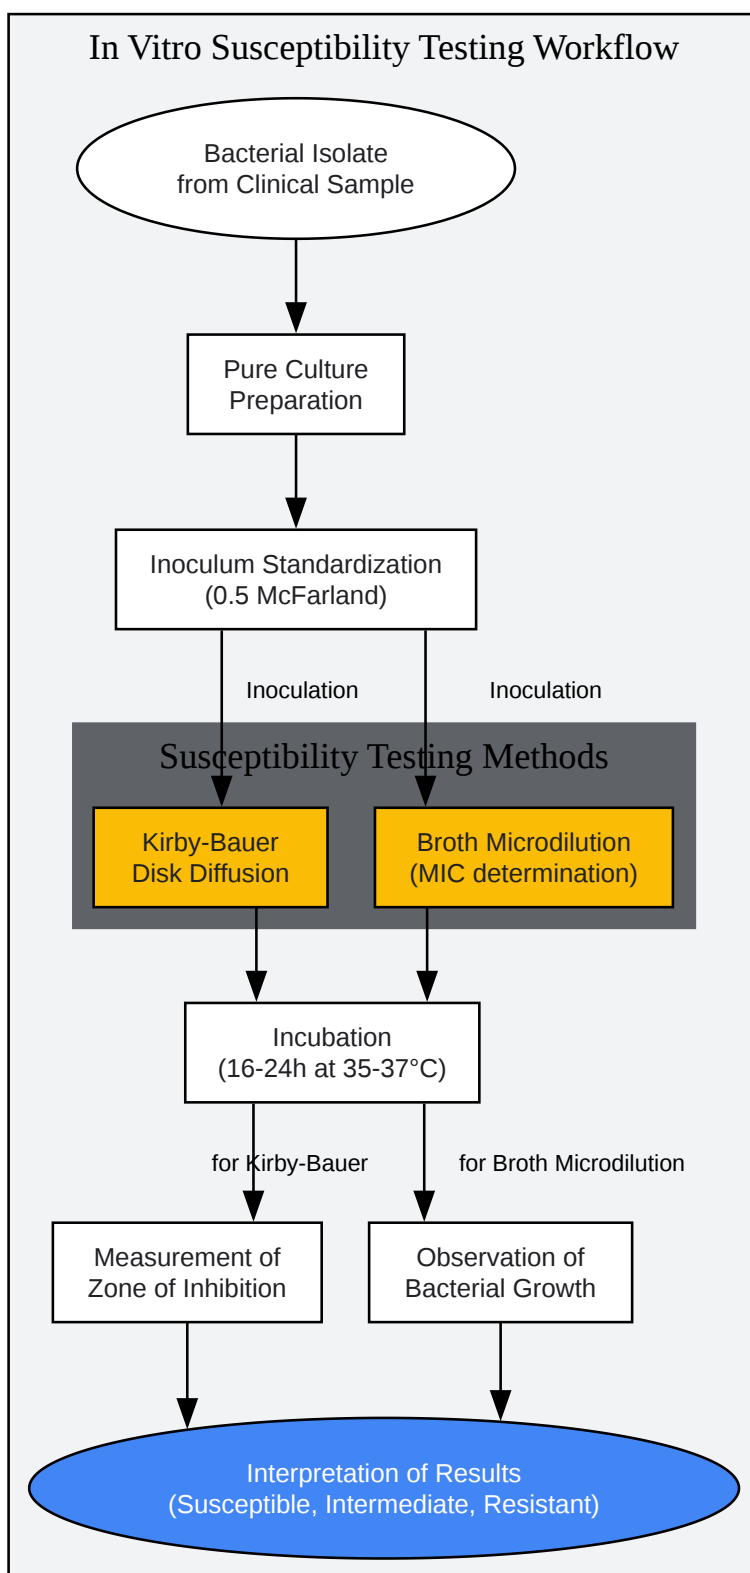 In Vitro Susceptibility Testing Workflow
Bacterial Isolate
from Clinical Sample
Pure Culture
Preparation
Inoculum Standardization
(0.5 McFarland)
Inoculation
Inoculation
Susceptibility Testing Methods
Kirby-Bauer
Disk Diffusion
Broth Microdilution
(MIC determination)
Incubation
(16-24h at 35-37°C)
for Kirby-Bauer
for Broth Microdilution
Measurement of
Zone of Inhibition
Observation of
Bacterial Growth
Interpretation of Results
(Susceptible, Intermediate, Resistant)